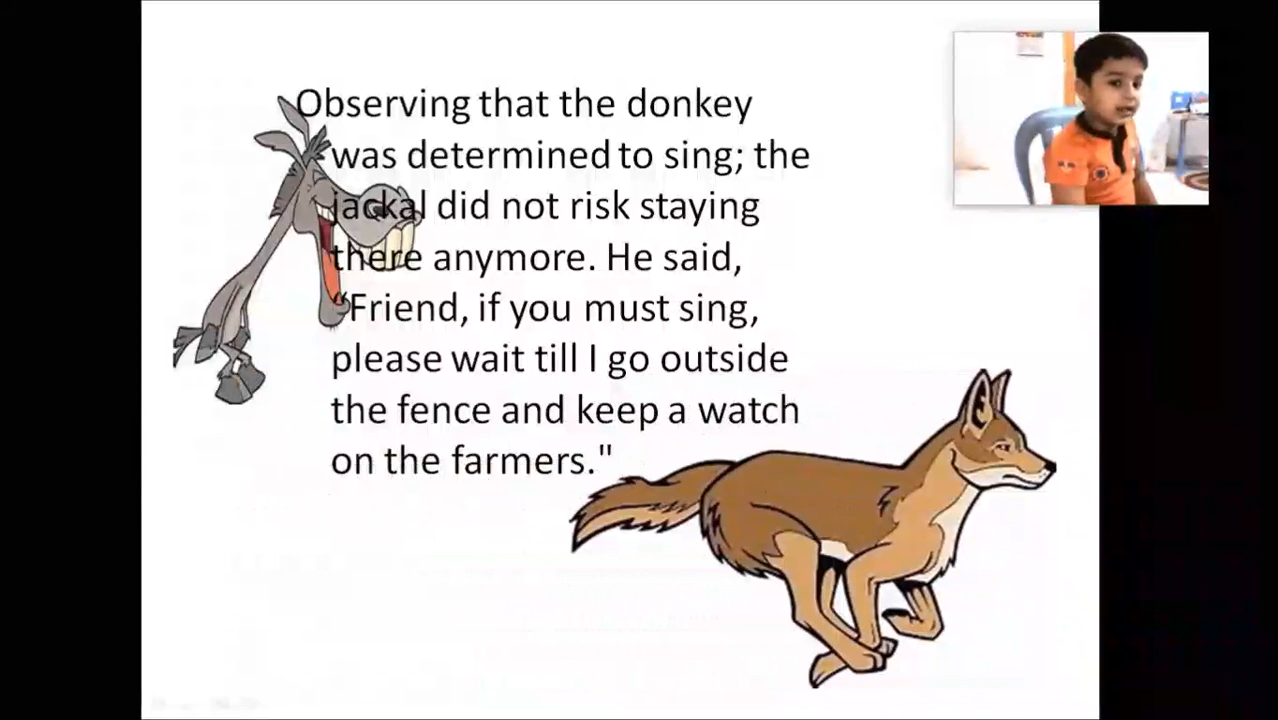 Observing that the donkey
was determined to sing; the
jackal did not risk staying
there anymore. He said,
“Friend, if you must sing,
please wait till I go outside
the fence and keep a watch
on the farmers."